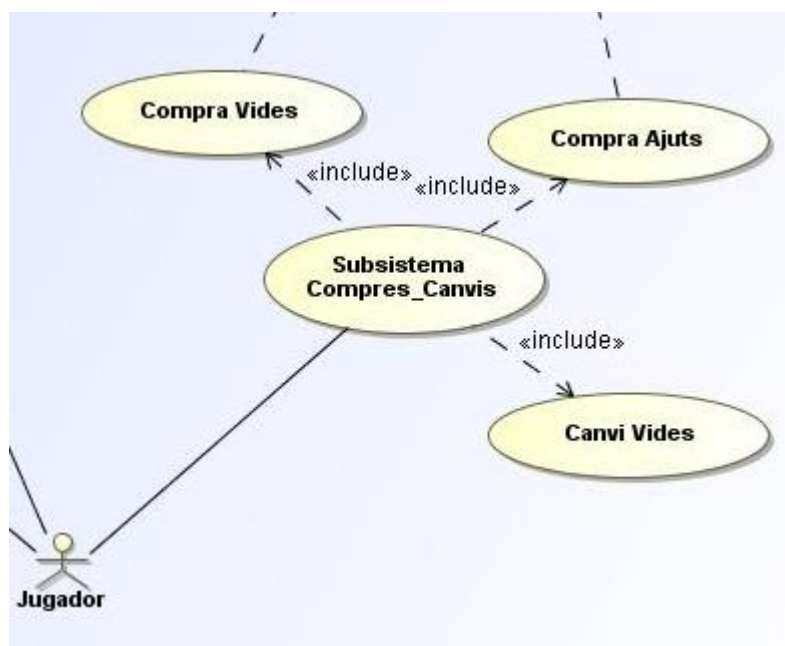 Compra Vides
Compra Ajuts
«include»
«include»
Subsistema
Compres_Canvis
«include»
Canvi Vides
Jugador